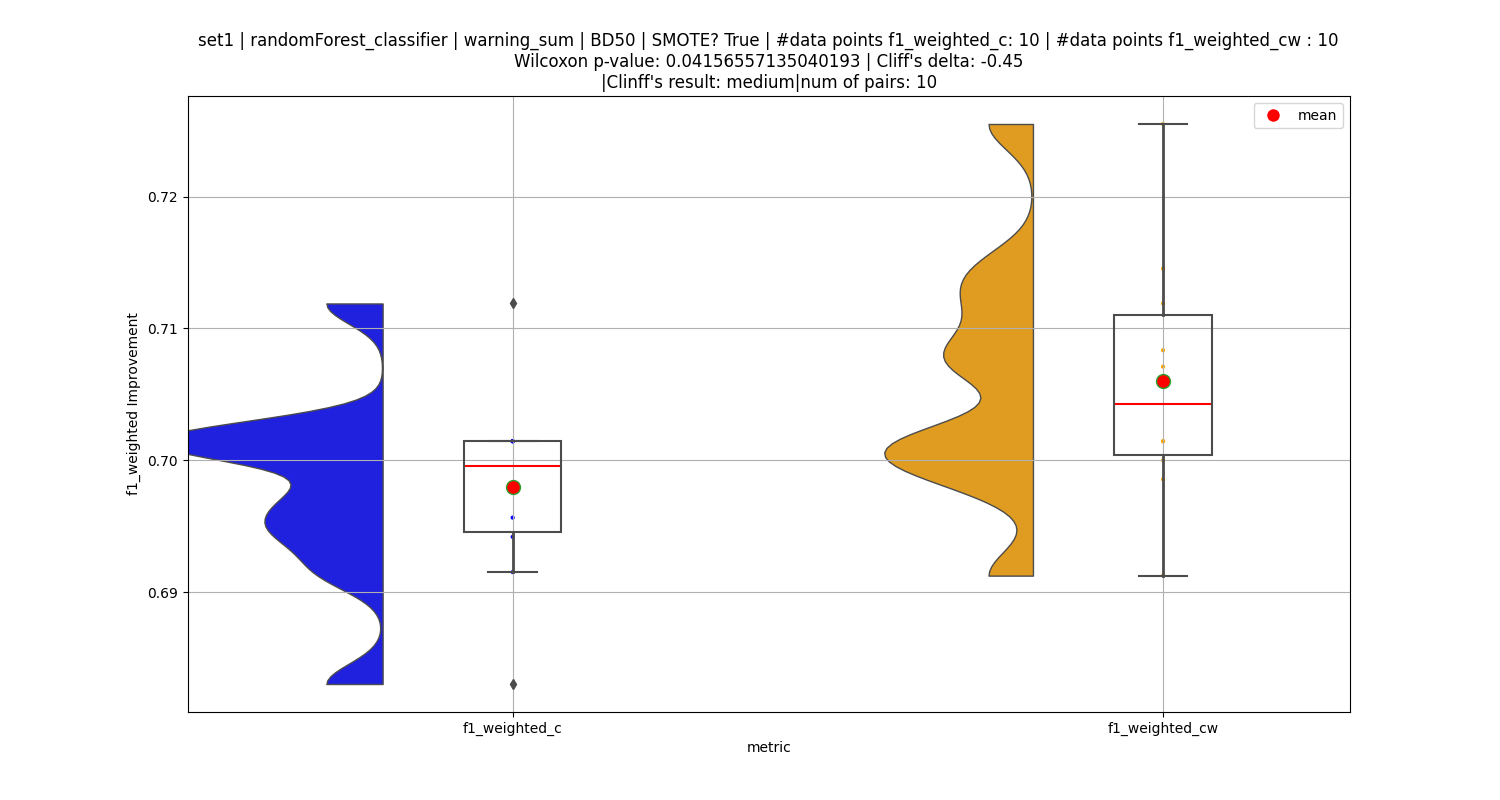 set1 | randomForest_classifier | warning_sum | BD50 | SMOTE? True | #data points f1_weighted_c: 10 | #data points f1_weighted_cw : 10
Wilcoxon p-value: 0.04156557135040193 | Cliff's delta: -0.45
|Clinff's result: medium|num of pairs: 10
mean
0.72
0.71
0.70
0.69
f1_weighted Improvement
f1_weighted_c
f1_weighted_cw
metric